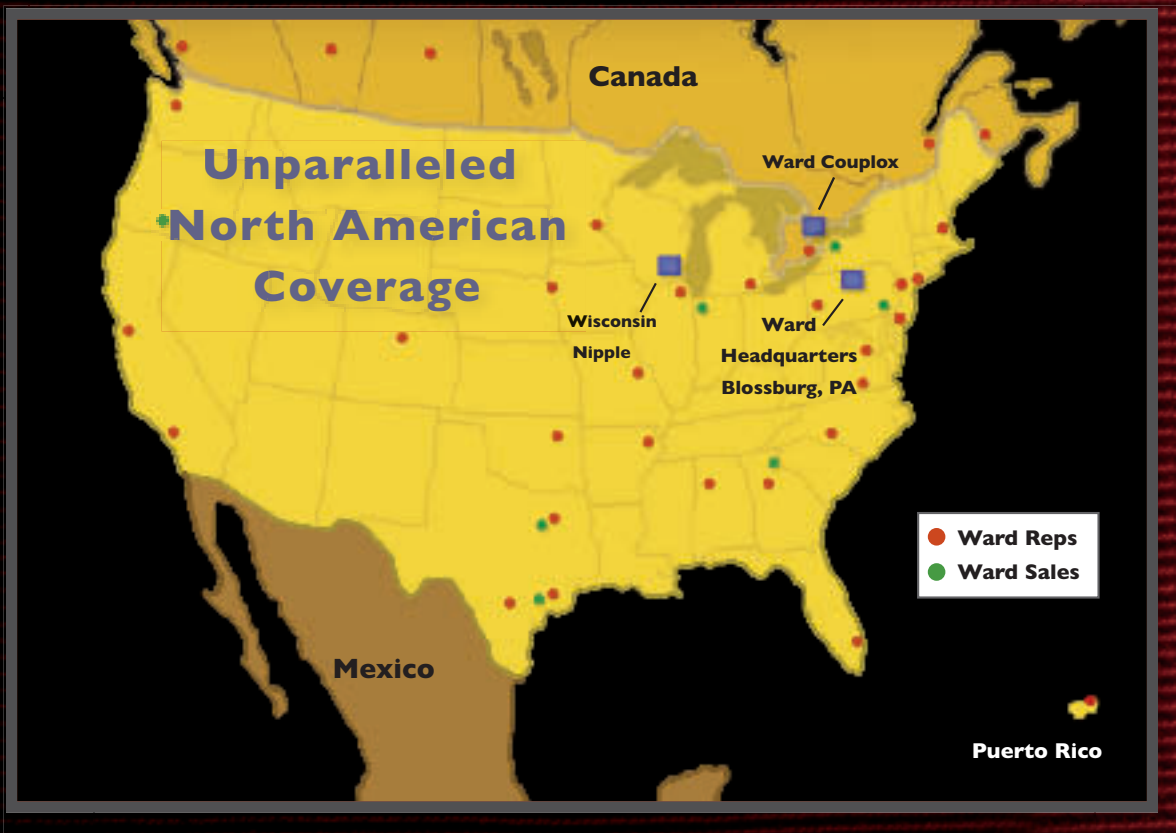 Canada
Unparalleled
North American
Coverage
Ward Couplox
Wisconsin
Nipple
Ward
Headquarters
Blossburg, PA
Ward Reps
Ward Sales
Mexico
Puerto Rico